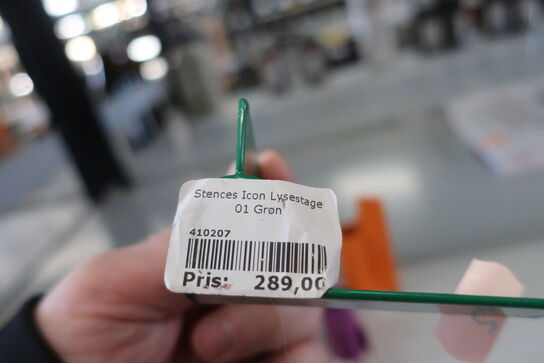 Stences Icon Lysestage
01 Grøn
410207
Pris: 289,00